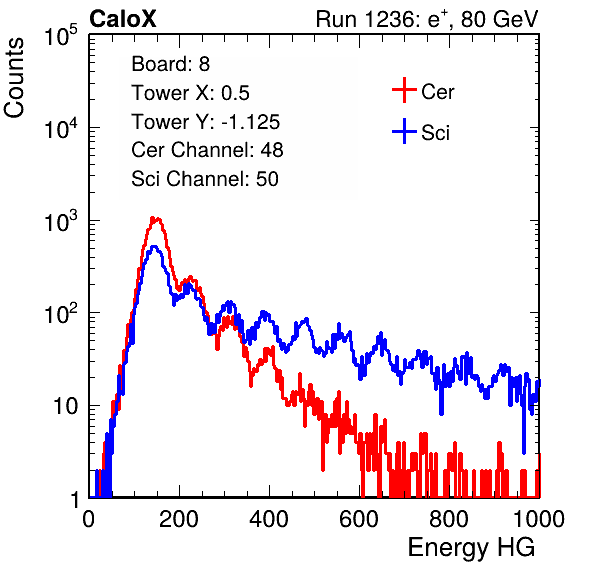 CaloX Run 1236: e+, 80 GeV
Counts
Board: 8
Tower X: 0.5
Tower Y: -1.125
Cer Channel: 48
Sci Channel: 50
Cer
Sci
10^5
10^4
10^3
10^2
10
1
0 200 400 600 800 1000
Energy HG